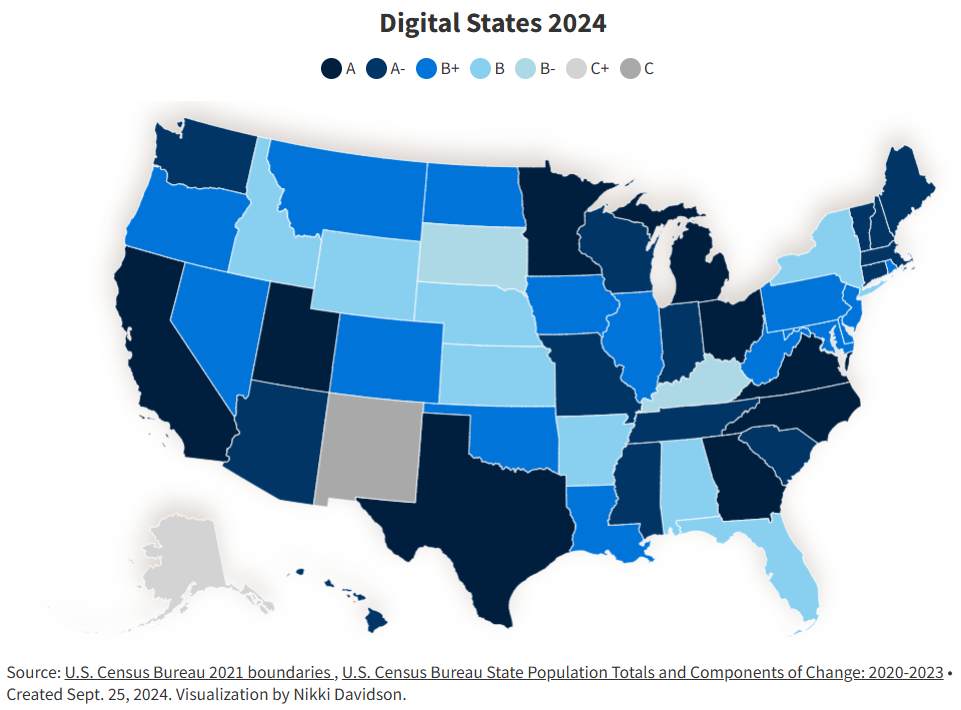 Digital States 2024
A A- B+ B B- C+ C
Source: U.S. Census Bureau 2021 boundaries , U.S. Census Bureau State Population Totals and Components of Change: 2020-2023 •
Created Sept. 25, 2024. Visualization by Nikki Davidson.